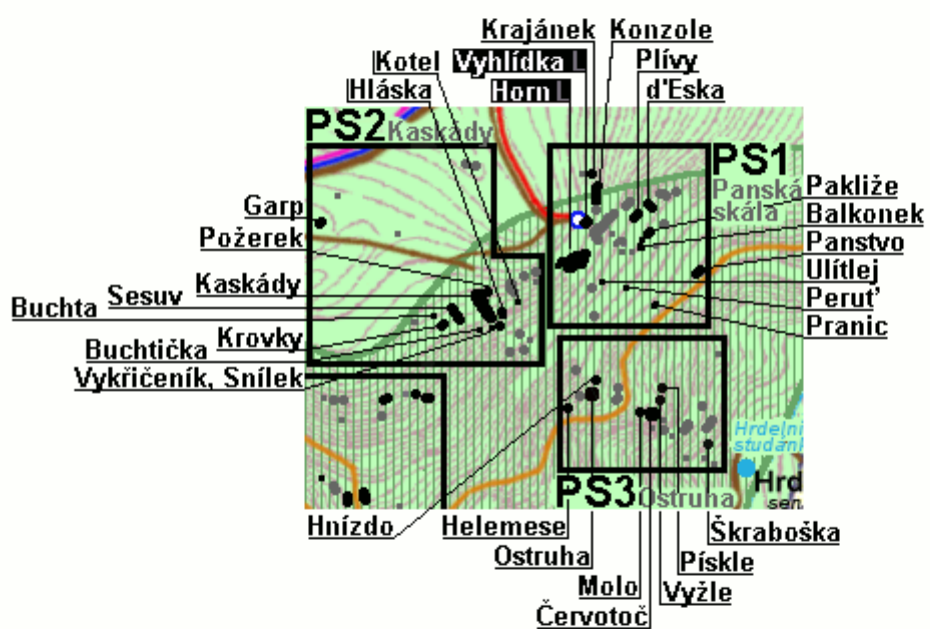 Krajánek Konzole
Kotel Vyhlídka L Plívy
Hláska Horn L d'Eska
PS2 Kaskády
PS1
Panská
skála
Pakliže
Garp
Balkonek
Požerek
Panstvo
Kaskády
Ulítlej
Sesuv
Peruť
Buchta
Krovky
Pranic
Buchtička
Vykřičeník, Snílek
Hrdelní
studánk
Hrd
sen
PS3 Ostruha
Hnízdo Helemese Škraboška
Ostruha Pískle
Molo Vyžle
Červotoč